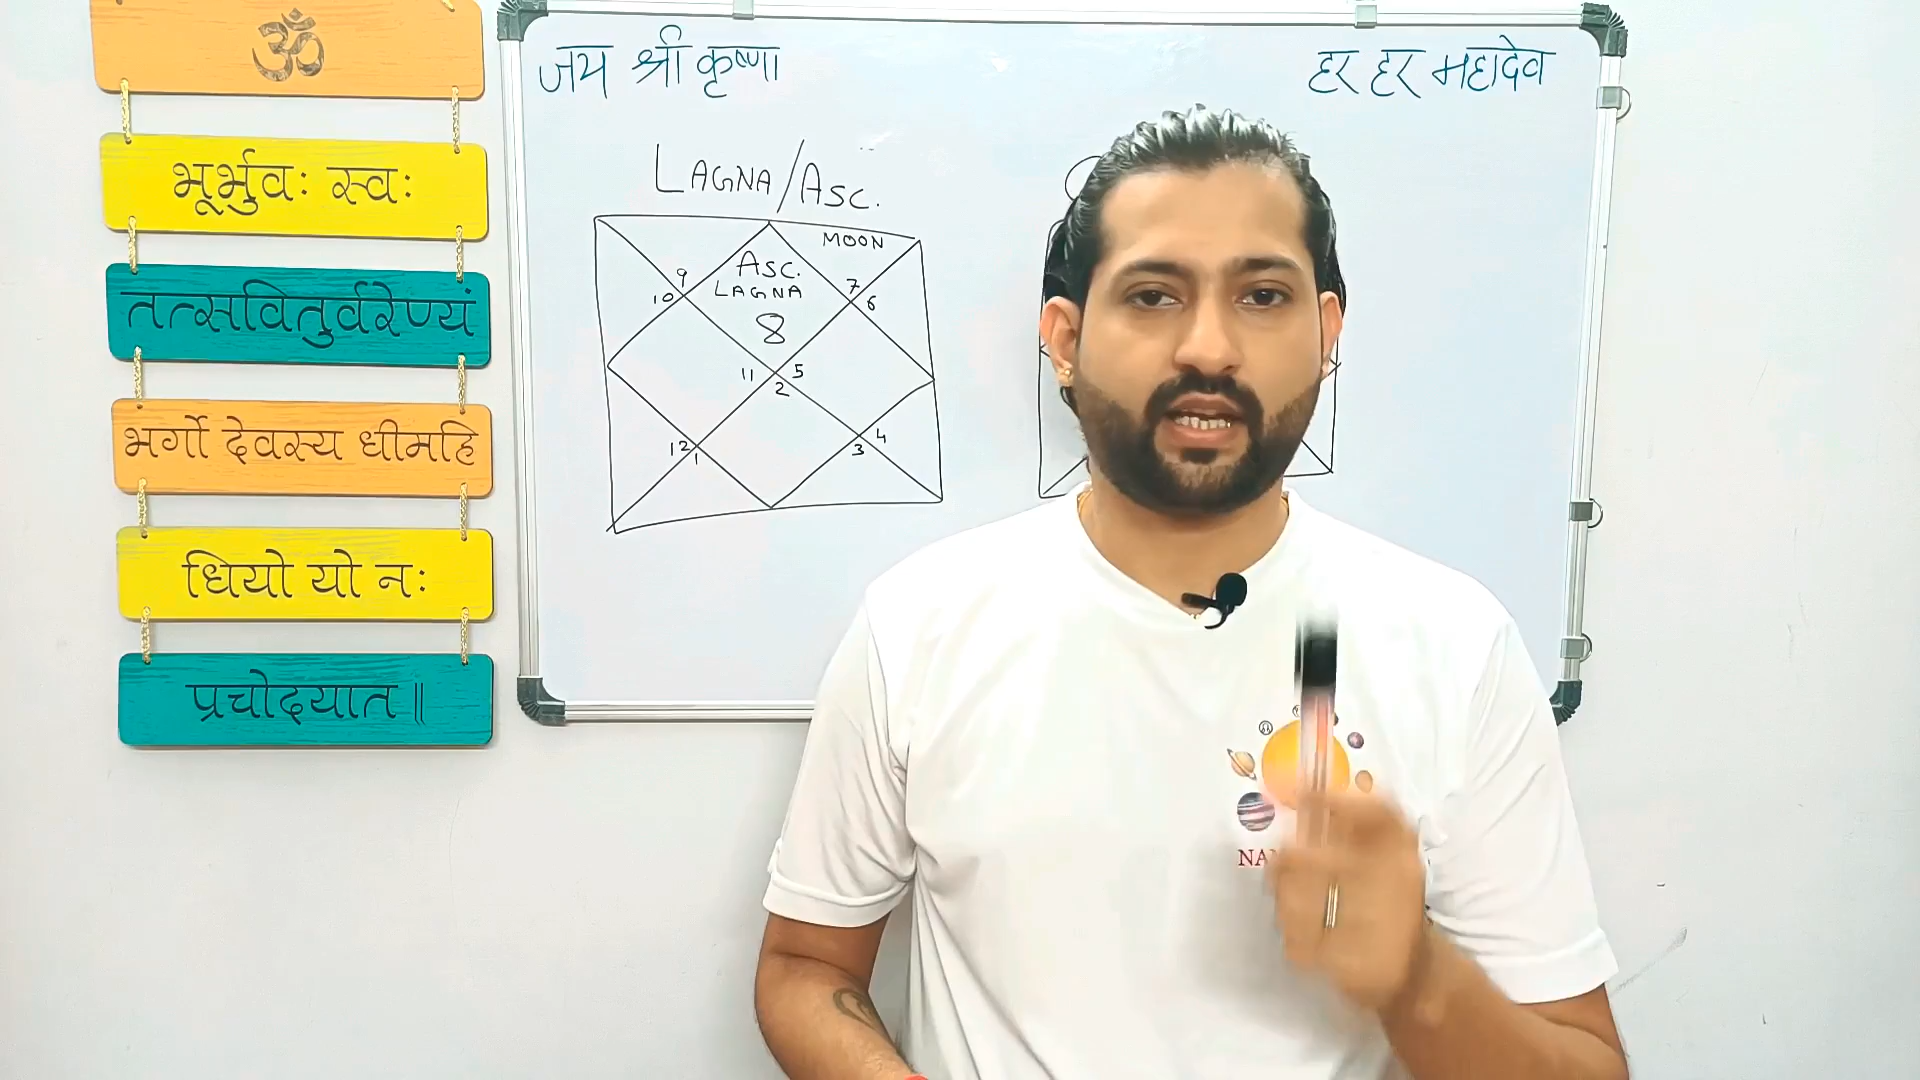 ॐ
भूर्भुवः स्वः
तत्सवितुर्वरेण्यं
भर्गो देवस्य धीमहि
धियो यो नः
प्रचोदयात॥
जय श्री कृष्णा
हर हर महादेव
LAGNA/ASC.
MOON
ASC.
LAGNA
8
9
10
7
6
11
5
2
12
1
4
3